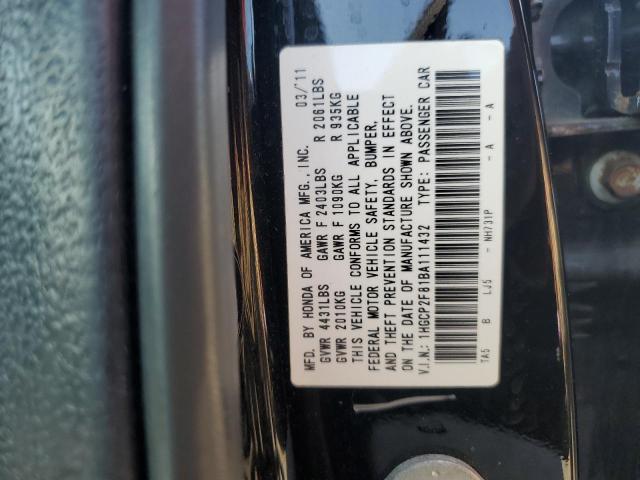 MFD. BY HONDA OF AMERICA MFG., INC. 03/'11
GVWR 4431LBS GAWR F 2403LBS R 2061LBS
GVWR 2010KG GAWR F 1090KG R 935KG
THIS VEHICLE CONFORMS TO ALL APPLICABLE
FEDERAL MOTOR VEHICLE SAFETY, BUMPER,
AND THEFT PREVENTION STANDARDS IN EFFECT
ON THE DATE OF MANUFACTURE SHOWN ABOVE.
V.I.N.: 1HGCP2F81BA111432 TYPE: PASSENGER CAR
TA5 B LJ5 - NH731P - A - A